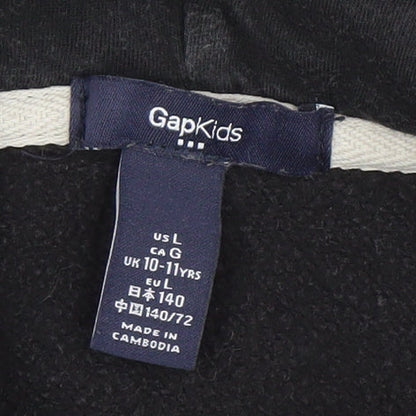 GapKids
US L
CA G
UK 10-11YRS
EU L
日本 140
中国 140/72
MADE IN
CAMBODIA